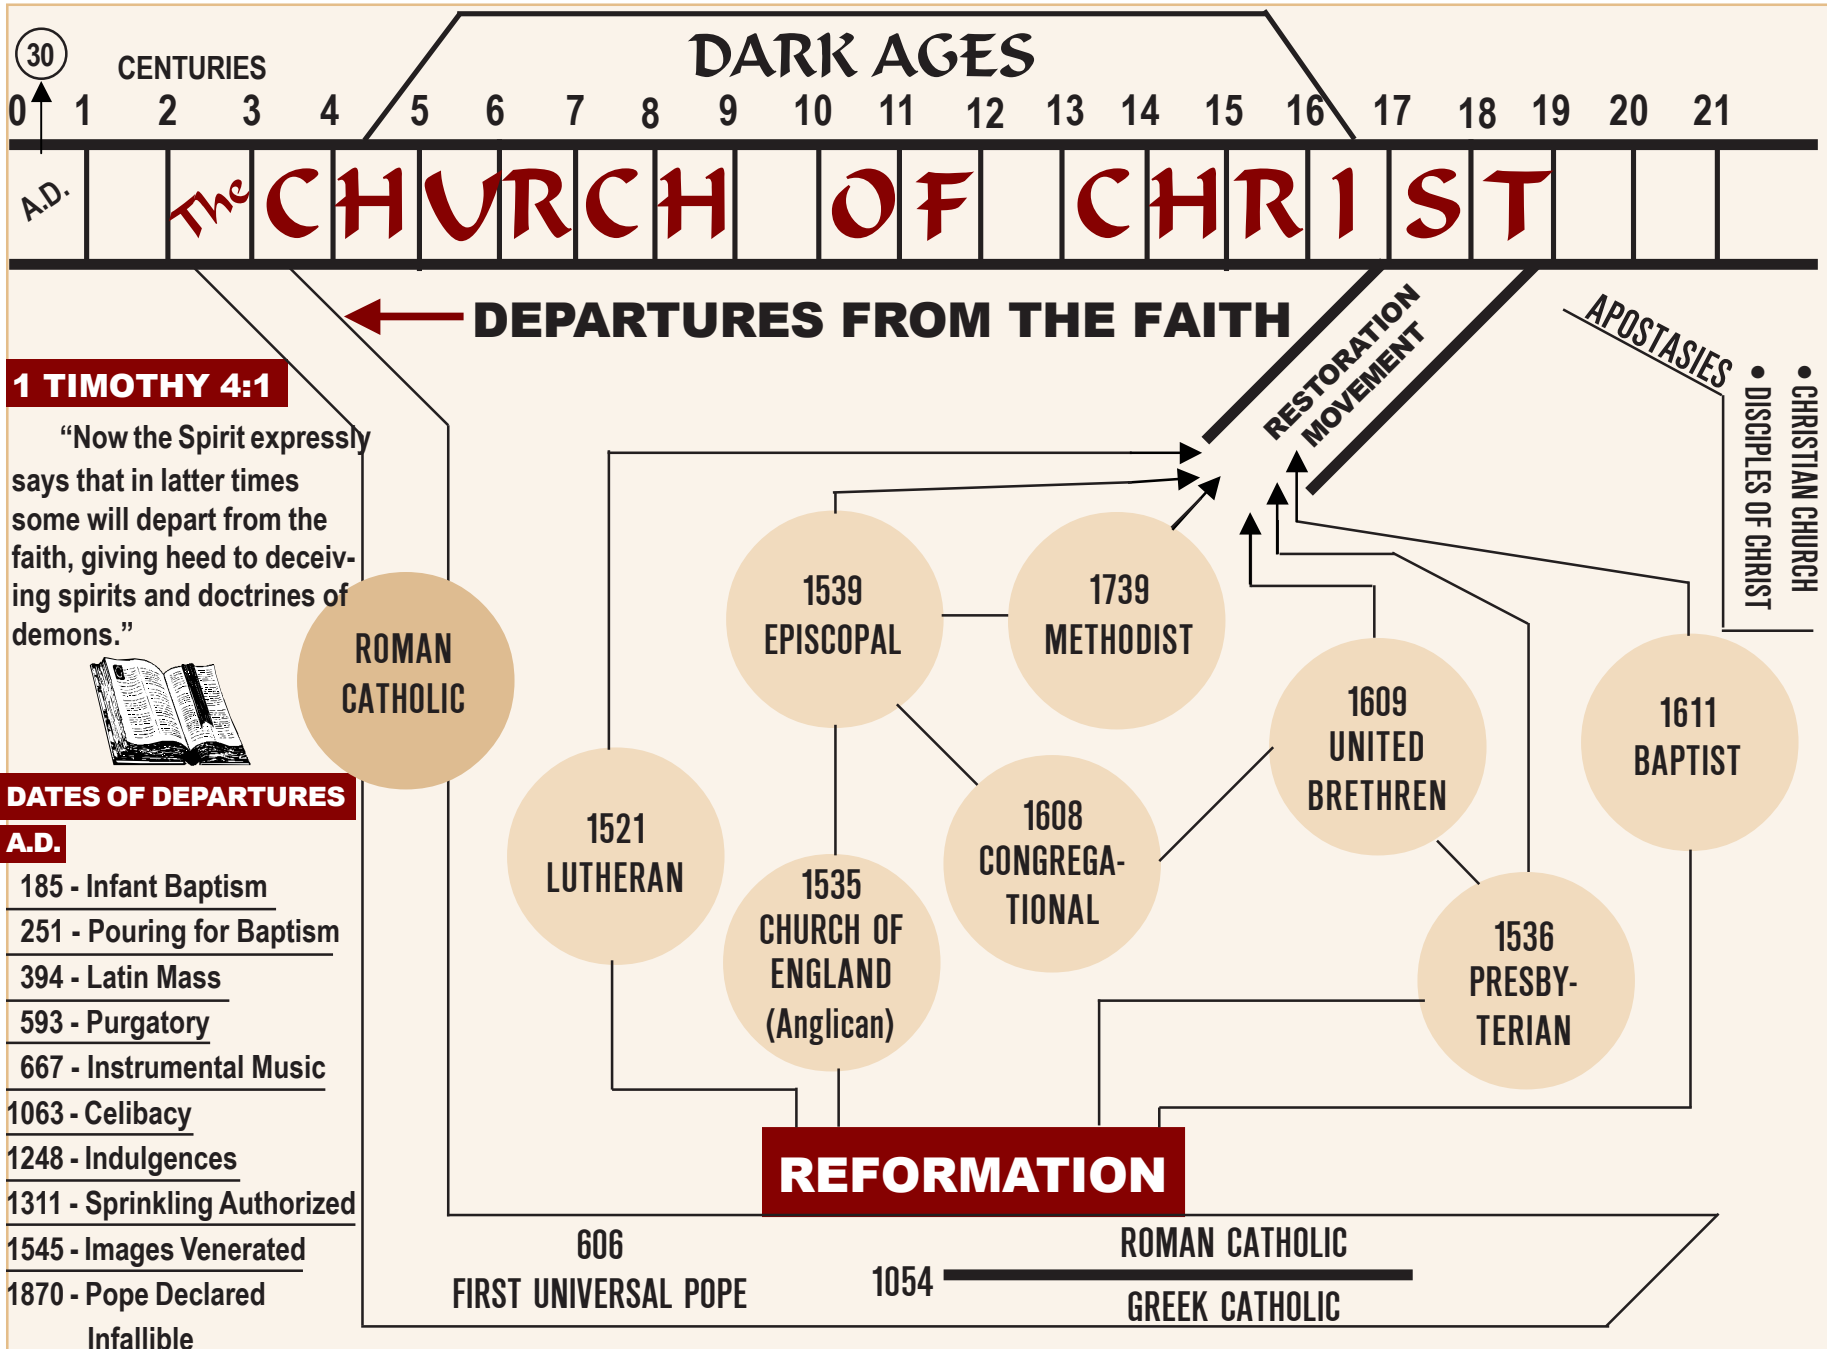 DARK AGES
30
CENTURIES
0 1 2 3 4 5 6 7 8 9 10 11 12 13 14 15 16 17 18 19 20 21
A.D.
The CHURCH OF CHRIST
DEPARTURES FROM THE FAITH
RESTORATION
MOVEMENT
APOSTASIES
• CHRISTIAN CHURCH
• DISCIPLES OF CHRIST
1 TIMOTHY 4:1
“Now the Spirit expressly
says that in latter times
some will depart from the
faith, giving heed to deceiv-
ing spirits and doctrines of
demons.”
DATES OF DEPARTURES
A.D.
185 - Infant Baptism
251 - Pouring for Baptism
394 - Latin Mass
593 - Purgatory
667 - Instrumental Music
1063 - Celibacy
1248 - Indulgences
1311 - Sprinkling Authorized
1545 - Images Venerated
1870 - Pope Declared
Infallible
ROMAN
CATHOLIC
1521
LUTHERAN
1539
EPISCOPAL
1535
CHURCH OF
ENGLAND
(Anglican)
1739
METHODIST
1608
CONGREGA-
TIONAL
1609
UNITED
BRETHREN
1536
PRESBY-
TERIAN
1611
BAPTIST
REFORMATION
606
FIRST UNIVERSAL POPE
1054
ROMAN CATHOLIC
GREEK CATHOLIC